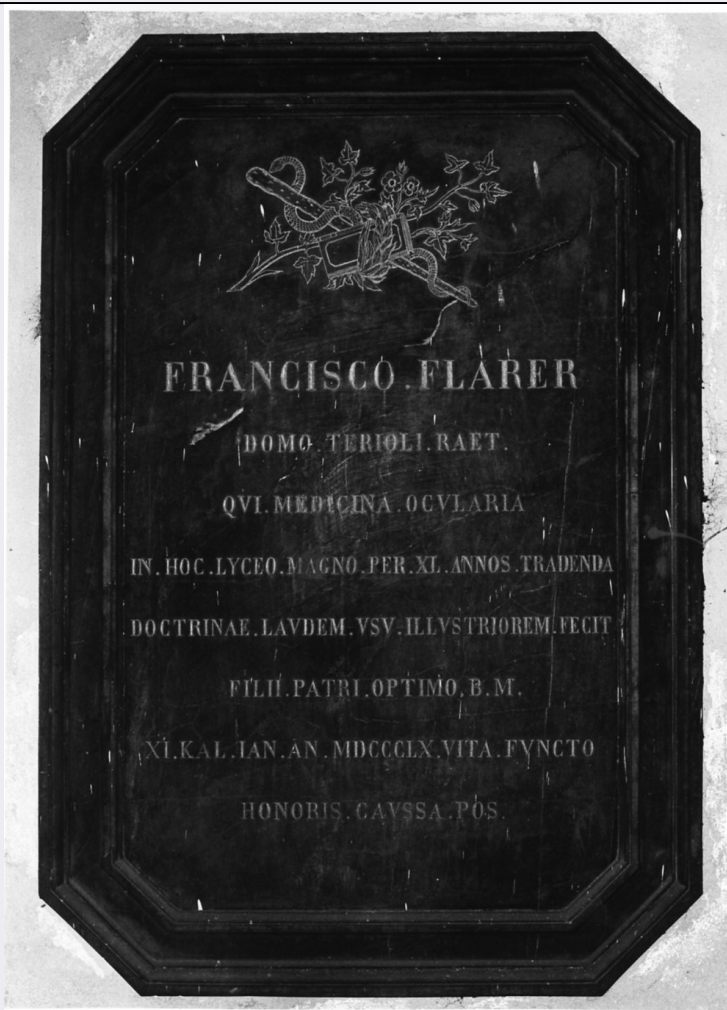 FRANCISCO.FLARER
DOMO.TERIOLI.RAET.
QVI.MEDICINA.OCVLARIA
IN.HOC.LYCEO.MAGNO.PER.XL.ANNOS.TRADENDA
DOCTRINAE.LAVDEM.VSV.ILLVSTRIOREM.FECIT
FILII.PATRI.OPTIMO.B.M.
XI.KAL.IAN.AN.MDCCCLX.VITA.FVNCTO
HONORIS.CAVSSA.POS.